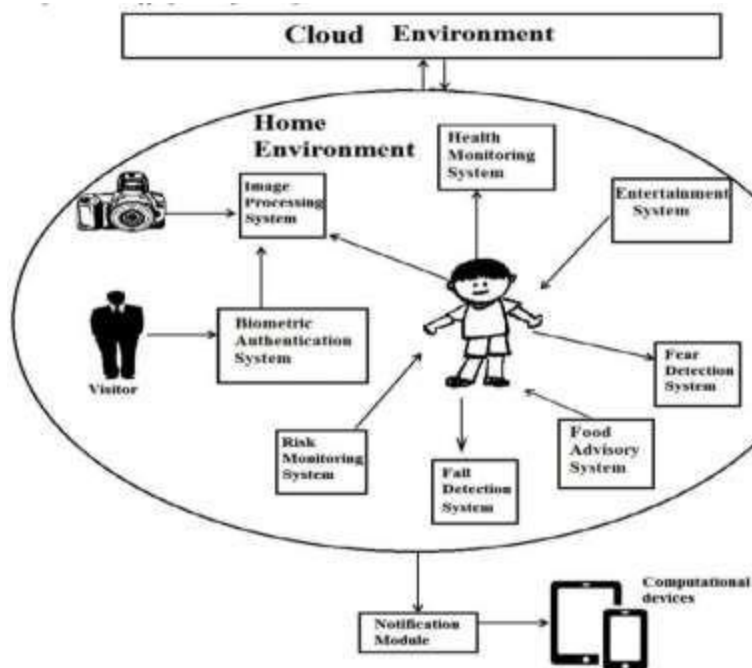 Cloud Environment
Home
Environment
Health
Monitoring
System
Image
Processing
System
Entertainment
System
Biometric
Authentication
System
Visitor
Fear
Detection
System
Risk
Monitoring
System
Food
Advisory
System
Fall
Detection
System
Computational
devices
Notification
Module